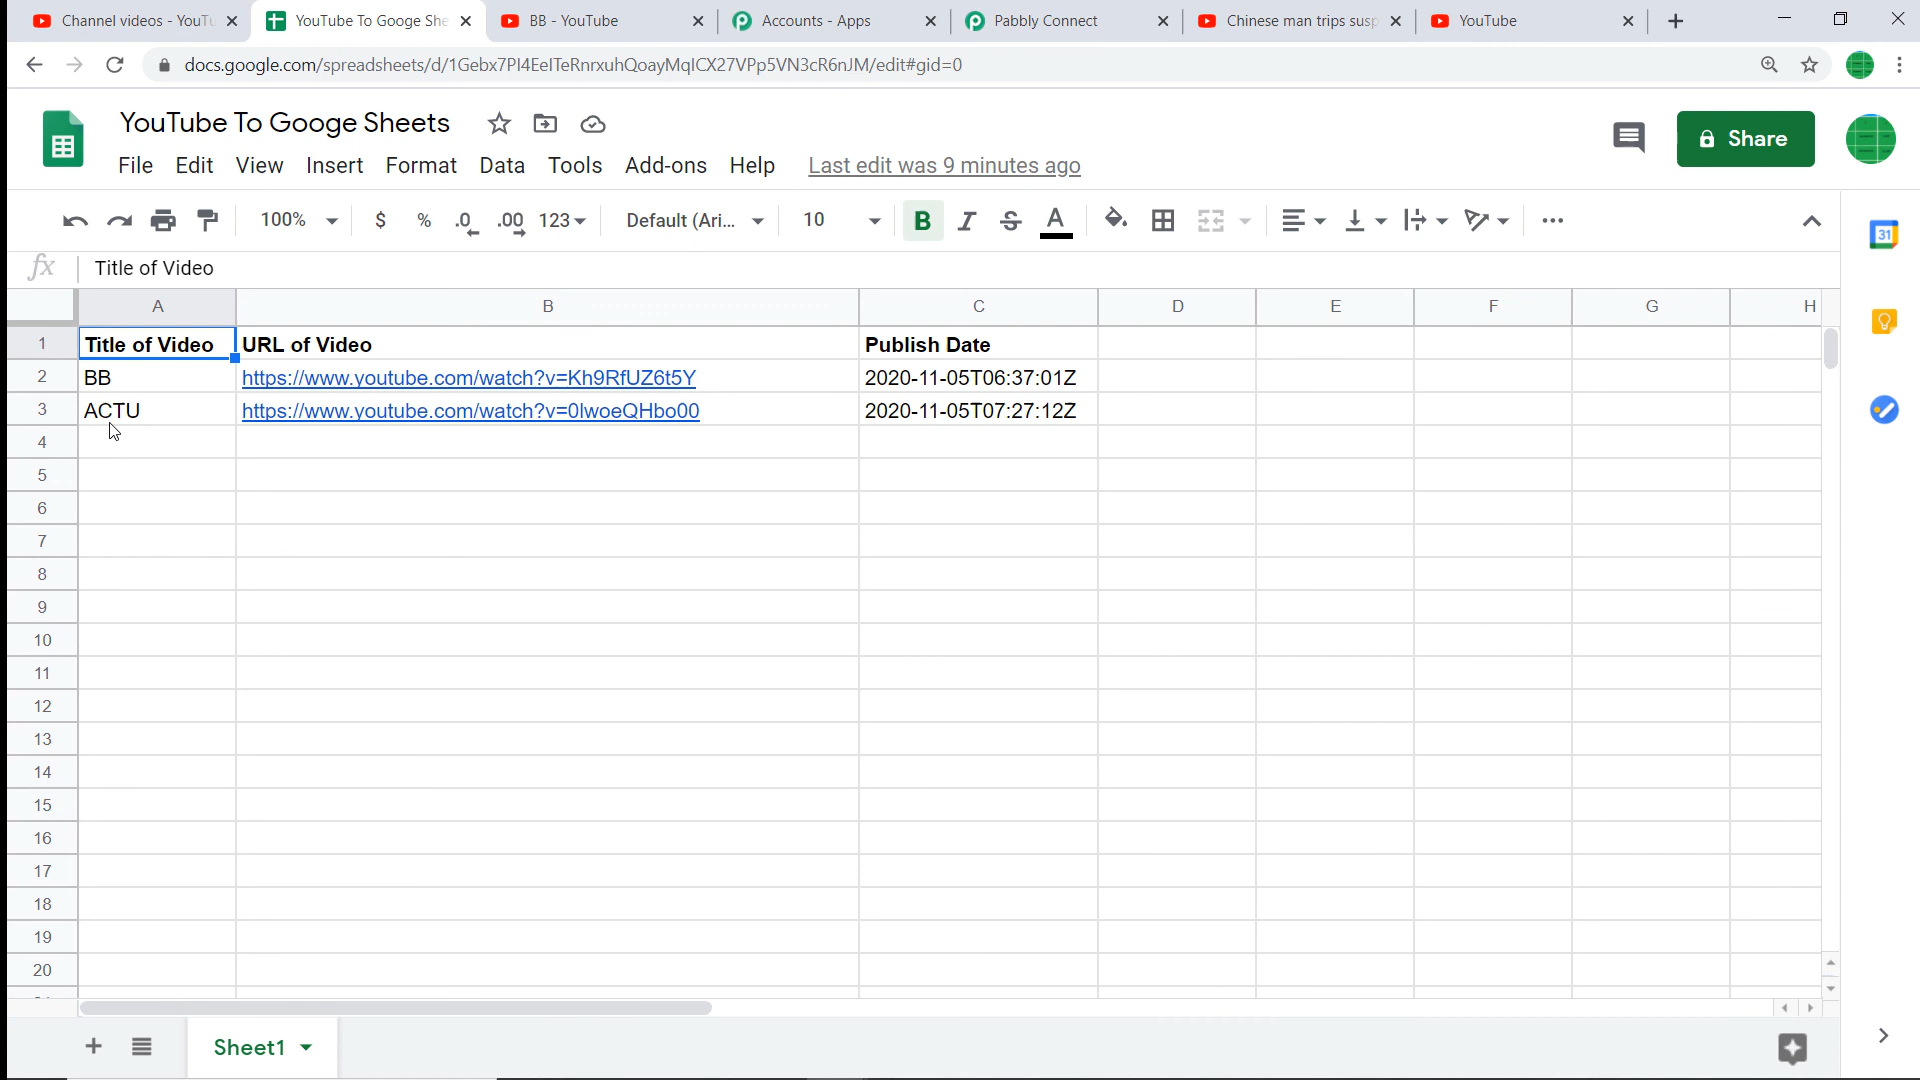 Channel videos - YouTu
YouTube To Googe She
BB - YouTube
Accounts - Apps
Pabbly Connect
Chinese man trips susp
YouTube
docs.google.com/spreadsheets/d/1Gebx7PI4EeITeRnrxuhQoayMqICX27VPp5VN3cR6nJM/edit#gid=0
YouTube To Googe Sheets
Share
File Edit View Insert Format Data Tools Add-ons Help Last edit was 9 minutes ago
100% $ % .0 .00 123 Default (Ari... 10 B I S A
31
fx Title of Video
A B C D E F G H
1 Title of Video URL of Video Publish Date
2 BB https://www.youtube.com/watch?v=Kh9RfUZ6t5Y 2020-11-05T06:37:01Z
3 ACTU https://www.youtube.com/watch?v=0lwoeQHbo00 2020-11-05T07:27:12Z
4
5
6
7
8
9
10
11
12
13
14
15
16
17
18
19
20
Sheet1